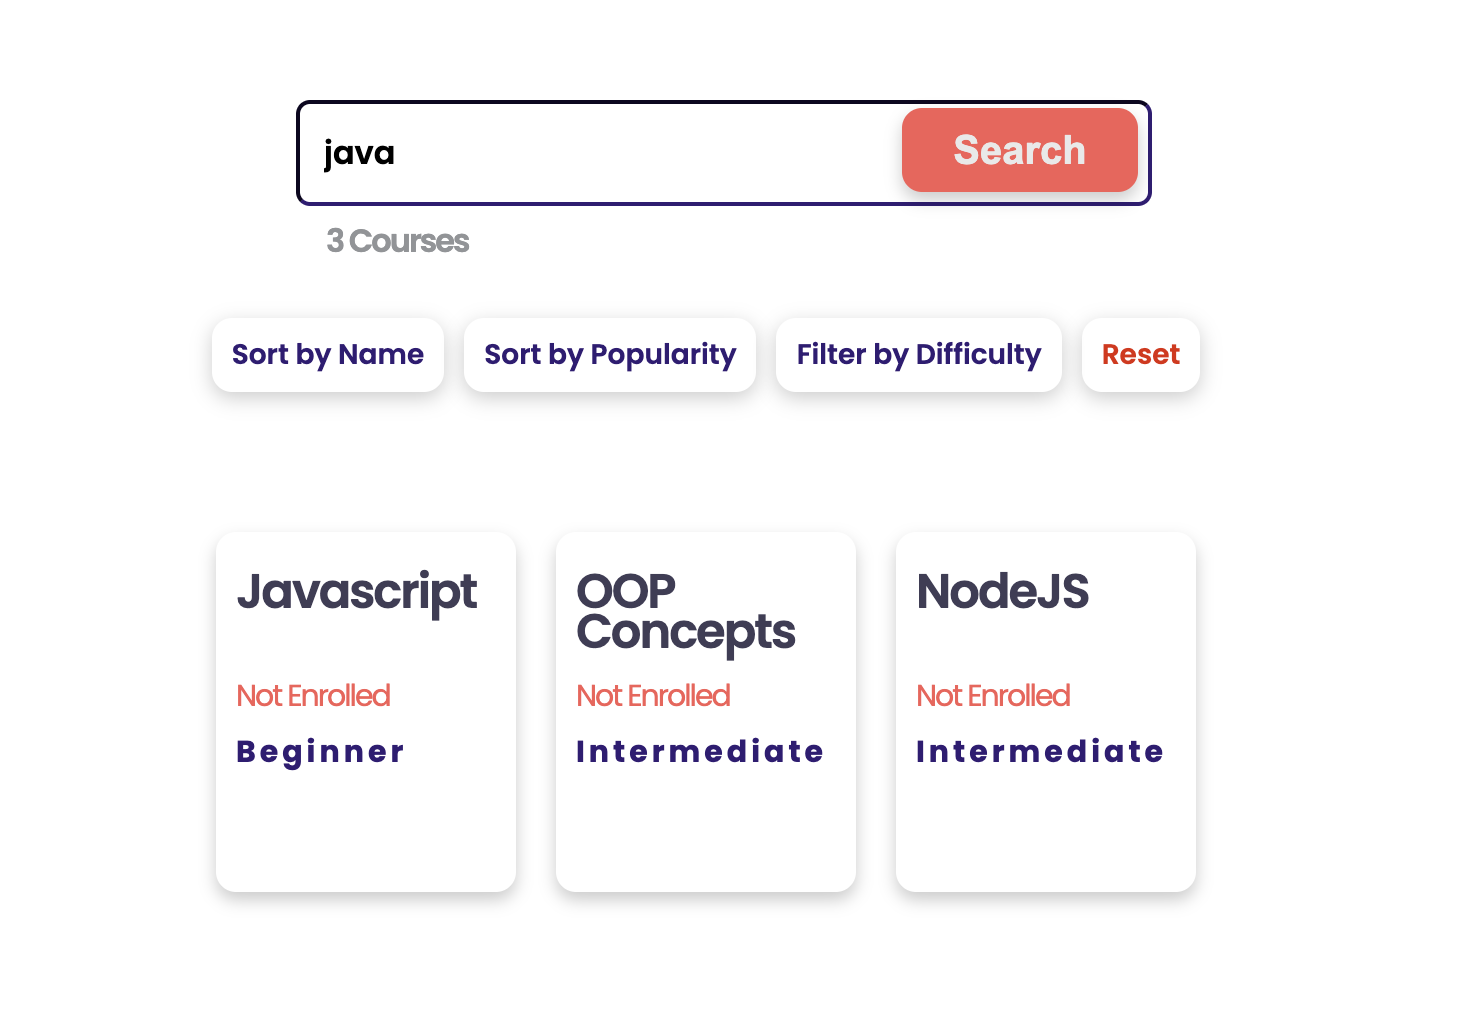 java
Search
3 Courses
Sort by Name
Sort by Popularity
Filter by Difficulty
Reset
Javascript
Not Enrolled
Beginner
OOP
Concepts
Not Enrolled
Intermediate
NodeJS
Not Enrolled
Intermediate